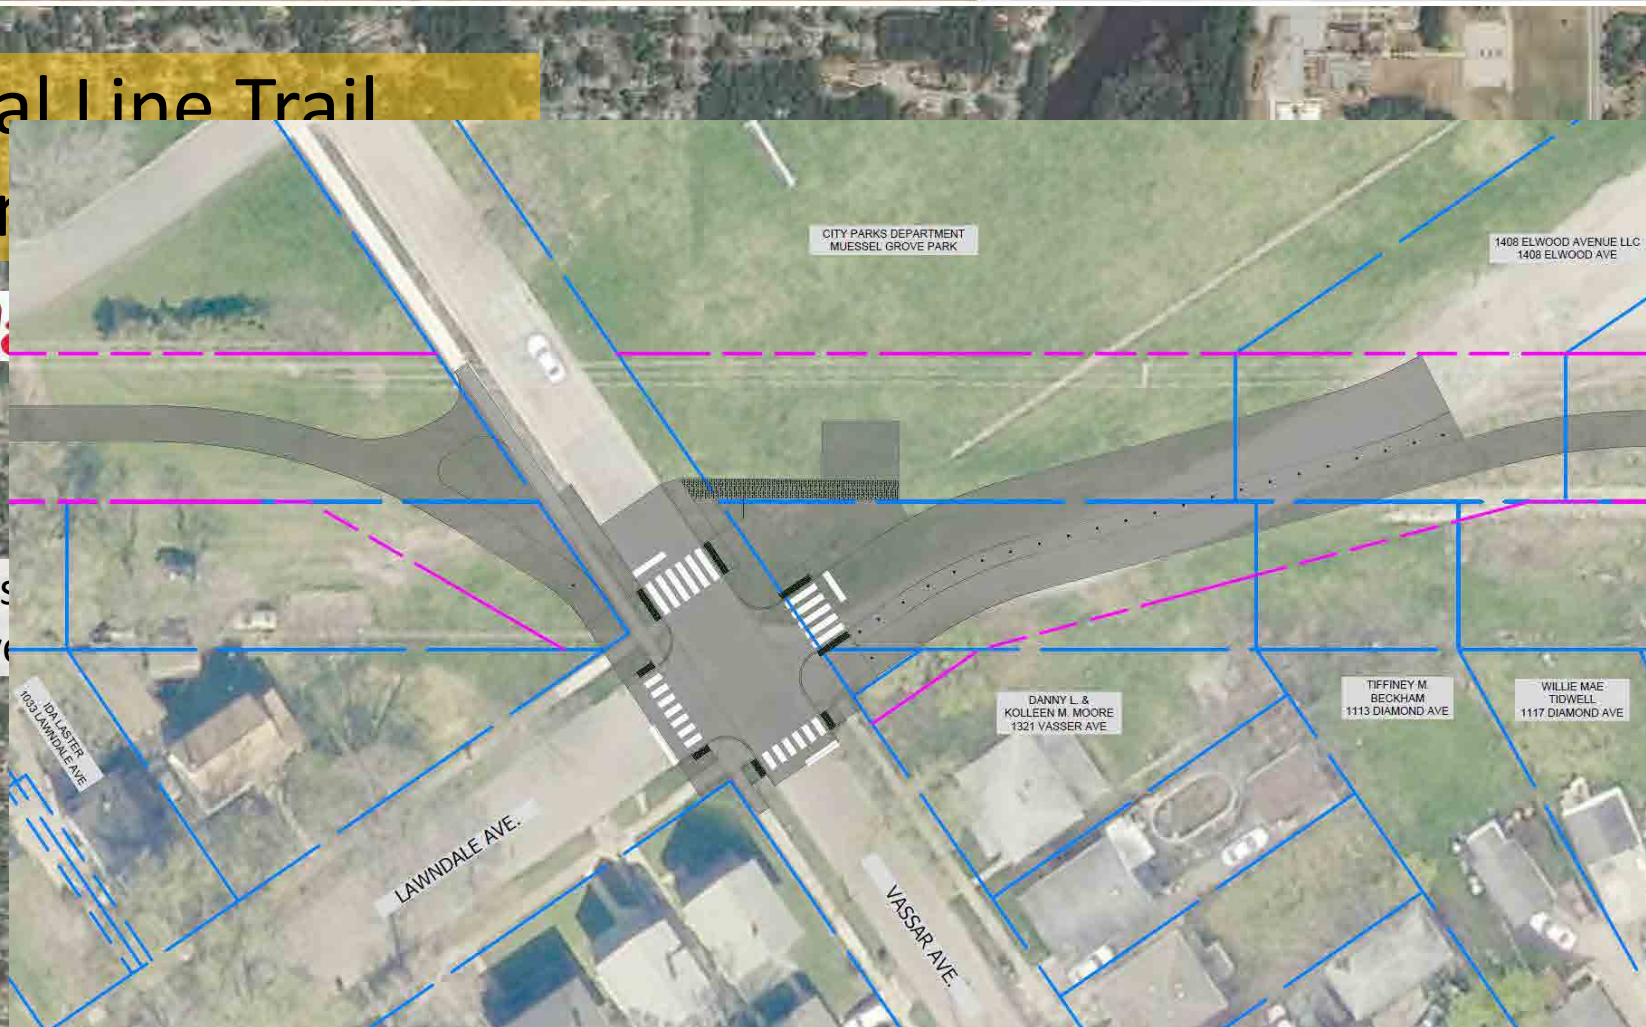 al Line Trail
CITY PARKS DEPARTMENT
MUESSEL GROVE PARK
1408 ELWOOD AVENUE LLC
1408 ELWOOD AVE
IDA LASTER
1033 LAWNDALE AVE
DANNY L. &
KOLLEEN M. MOORE
1321 VASSER AVE
TIFFINEY M.
BECKHAM
1113 DIAMOND AVE
WILLIE MAE
TIDWELL
1117 DIAMOND AVE
LAWNDALE AVE.
VASSAR AVE.